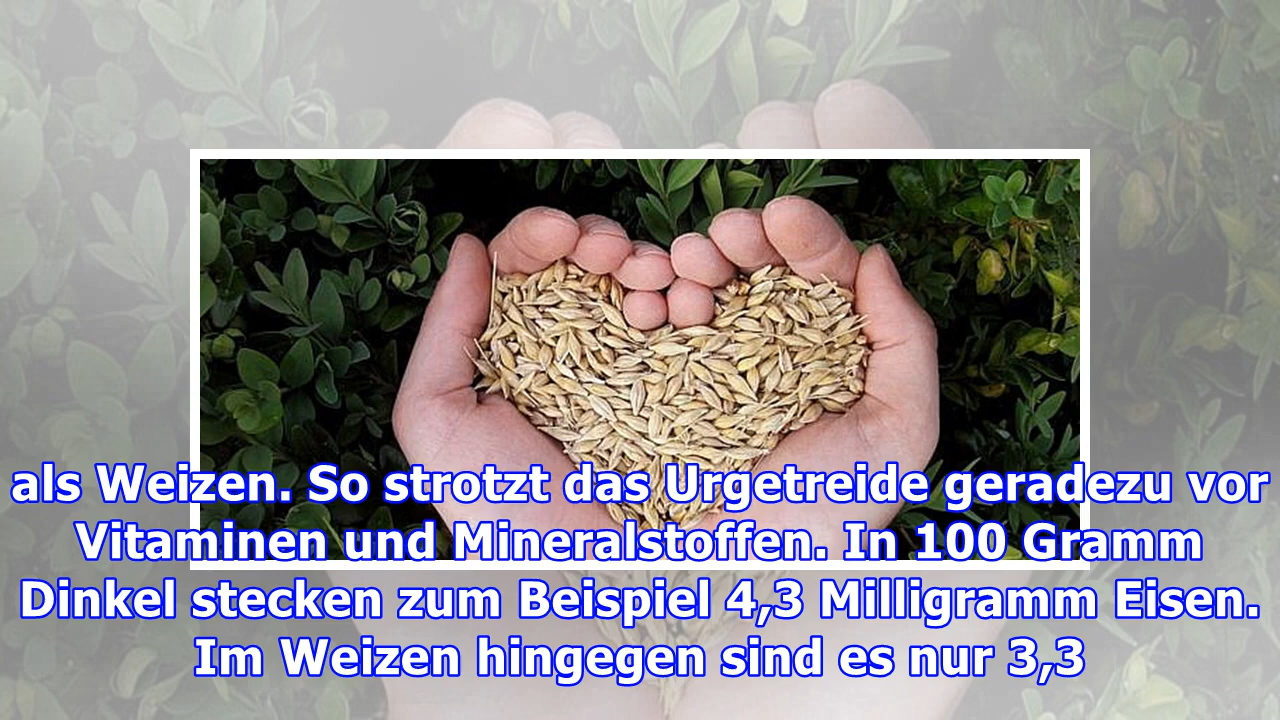 als Weizen. So strotzt das Urgetreide geradezu vor
Vitaminen und Mineralstoffen. In 100 Gramm
Dinkel stecken zum Beispiel 4,3 Milligramm Eisen.
Im Weizen hingegen sind es nur 3,3